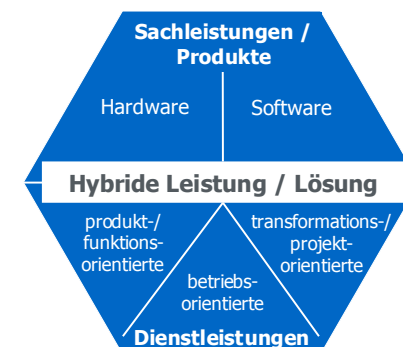 Sachleistungen /
Produkte
Hardware
Software
Hybride Leistung / Lösung
produkt-/
funktions-
orientierte
transformations-/
projekt-
orientierte
betriebs-
orientierte
Dienstleistungen